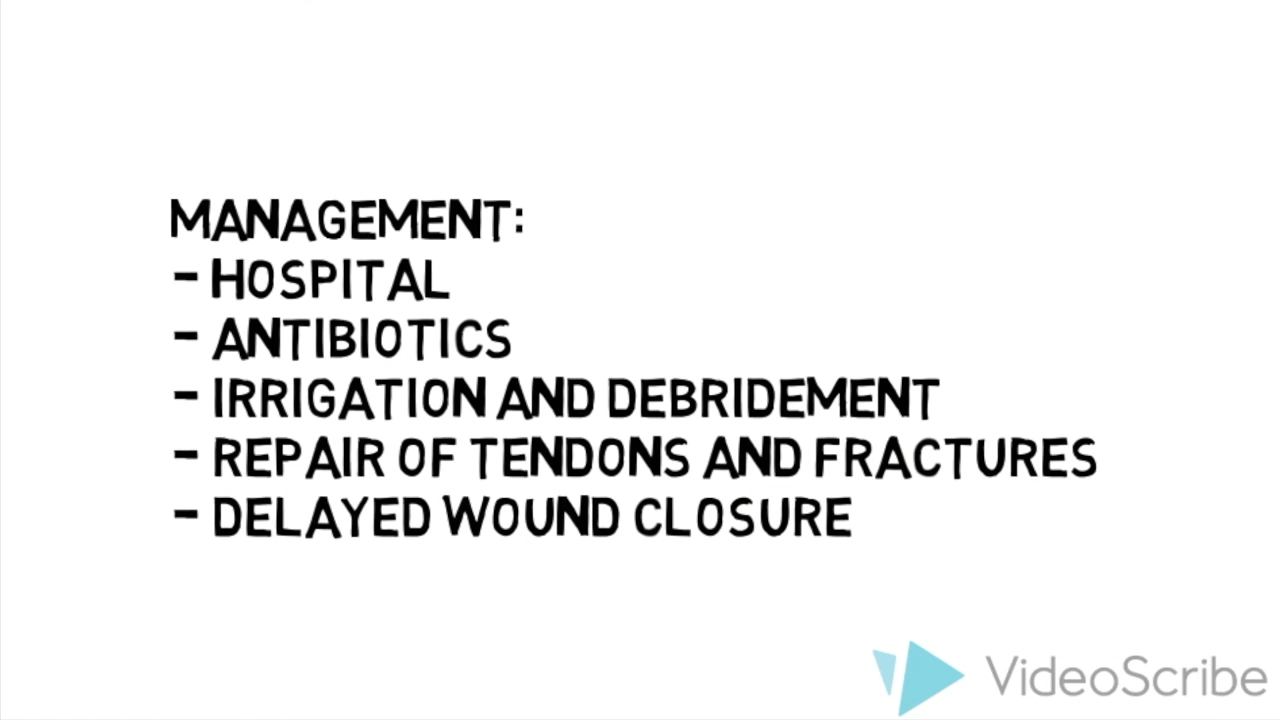 MANAGEMENT:
- HOSPITAL
- ANTIBIOTICS
- IRRIGATION AND DEBRIDEMENT
- REPAIR OF TENDONS AND FRACTURES
- DELAYED WOUND CLOSURE
VideoScribe